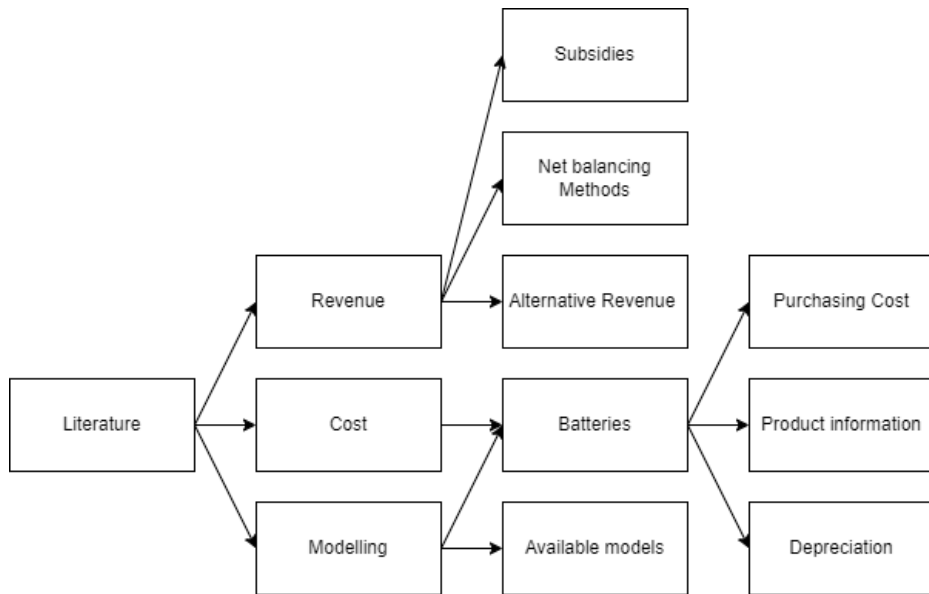 Subsidies
Net balancing
Methods
Revenue
Alternative Revenue
Purchasing Cost
Literature
Cost
Batteries
Product information
Modelling
Available models
Depreciation